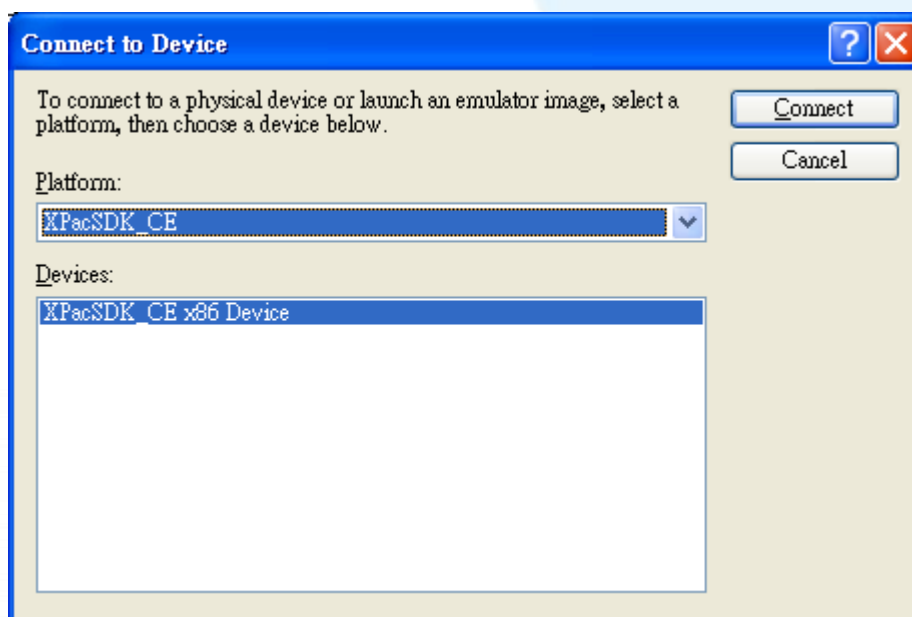 Connect to Device
To connect to a physical device or launch an emulator image, select a
platform, then choose a device below.
Connect
Cancel
Platform:
XPacSDK_CE
Devices:
XPacSDK_CE x86 Device